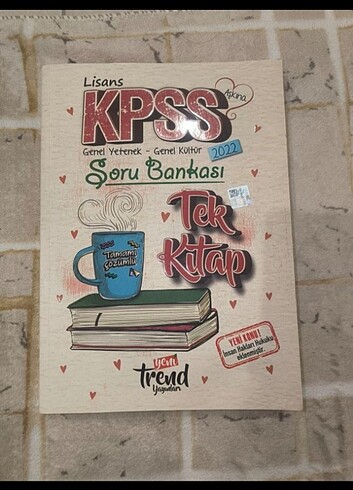 Lisans
KPSS
Aşkına
Genel Yetenek - Genel Kültür
2022
Soru Bankası
Tek
Kitap
Tamamı
Çözümlü
YENİ KONU!
İnsan Hakları Hukuku
eklenmiştir.
yeni
trend
Yayınları